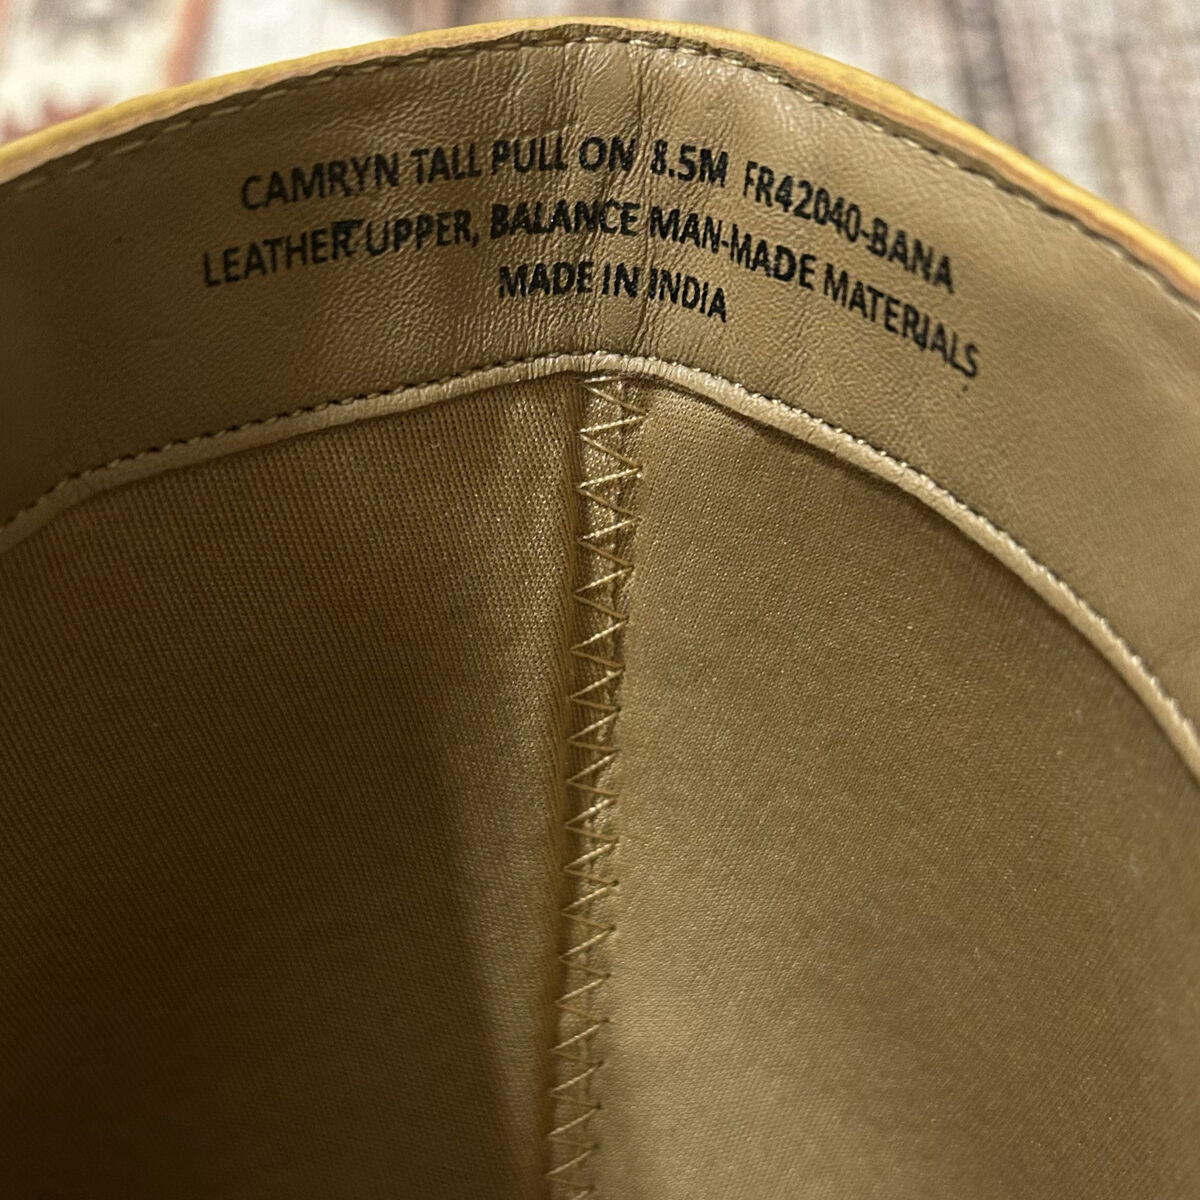 CAMRYN TALL PULL ON 8.5M FR42040-BANA
LEATHER UPPER, BALANCE MAN-MADE MATERIALS
MADE IN INDIA